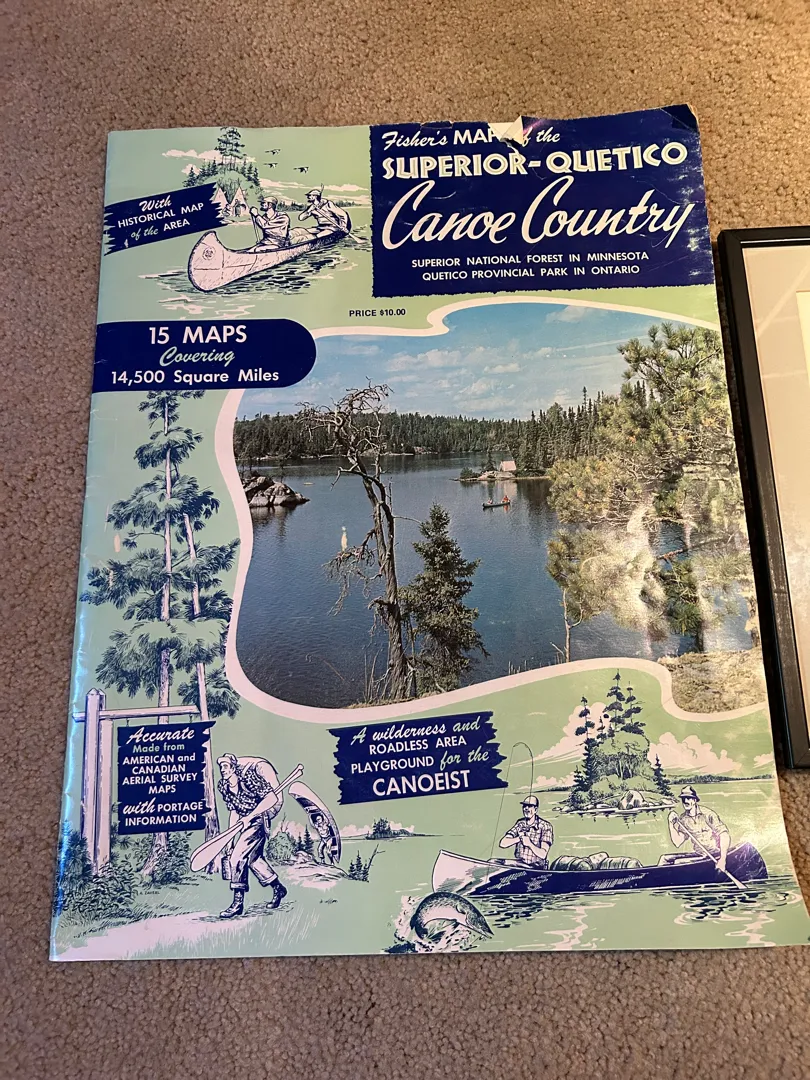 Fisher's MAPS of the
SUPERIOR-QUETICO
Canoe Country
SUPERIOR NATIONAL FOREST IN MINNESOTA
QUETICO PROVINCIAL PARK IN ONTARIO
With
HISTORICAL MAP
of the AREA
PRICE $10.00
15 MAPS
Covering
14,500 Square Miles
Accurate
Made from
AMERICAN and
CANADIAN
AERIAL SURVEY
MAPS
with PORTAGE
INFORMATION
A wilderness and
ROADLESS AREA
PLAYGROUND for the
CANOEIST